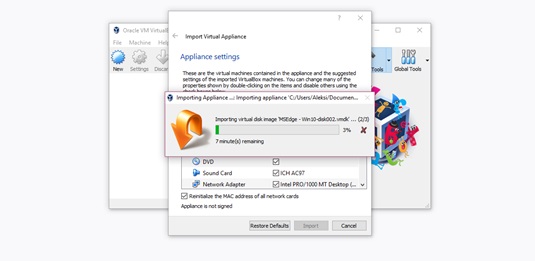 Oracle VM VirtualB
File Machine Help
New Settings Disca
Tools Global Tools
Import Virtual Appliance
Appliance settings
These are the virtual machines contained in the appliance and the suggested
settings of the imported VirtualBox machines. You can change many of the
properties shown by double-clicking on the items and disable others using the
Importing Appliance ...: Importing appliance 'C:/Users/Aleksi/Documen...
Importing virtual disk image 'MSEdge - Win10-disk002.vmdk' ... (2/3)
3%
7 minute(s) remaining
DVD
Sound Card ICH AC97
Network Adapter Intel PRO/1000 MT Desktop (...
Reinitialize the MAC address of all network cards
Appliance is not signed
Restore Defaults Import Cancel